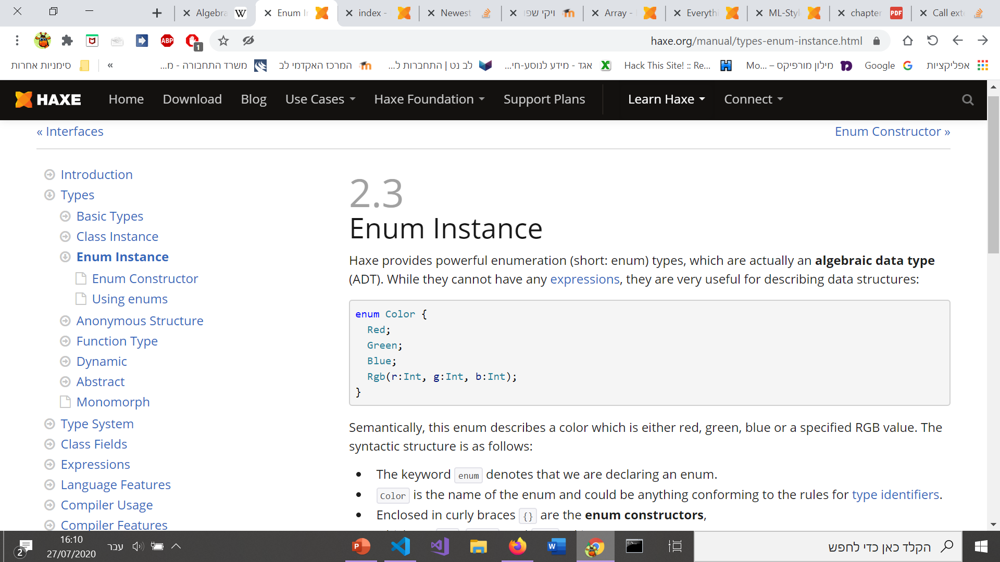 Algebra
Enum I
index -
Newest
ויקי שפו
Array -
Everythi
ML-Styl
chapter
PDF
Call exte
haxe.org/manual/types-enum-instance.html
ABP
1
סימניות אחרות
»
משרד התחבורה - מ...
המרכז האקדמי לב
לב נט | התחברות ל...
אגד - מידע לנוסע-חי...
Hack This Site! :: Re...
מילון מורפיקס – Mo...
Google
אפליקציות
HAXE
Home
Download
Blog
Use Cases
Haxe Foundation
Support Plans
Learn Haxe
Connect
« Interfaces
Enum Constructor »
Introduction
Types
Basic Types
Class Instance
Enum Instance
Enum Constructor
Using enums
Anonymous Structure
Function Type
Dynamic
Abstract
Monomorph
Type System
Class Fields
Expressions
Language Features
Compiler Usage
Compiler Features
2.3
Enum Instance
Haxe provides powerful enumeration (short: enum) types, which are actually an algebraic data type
(ADT). While they cannot have any expressions, they are very useful for describing data structures:
enum Color {
  Red;
  Green;
  Blue;
  Rgb(r:Int, g:Int, b:Int);
}
Semantically, this enum describes a color which is either red, green, blue or a specified RGB value. The
syntactic structure is as follows:
• The keyword enum denotes that we are declaring an enum.
• Color is the name of the enum and could be anything conforming to the rules for type identifiers.
• Enclosed in curly braces {} are the enum constructors,
2
16:10
27/07/2020
עבר
הקלד כאן כדי לחפש